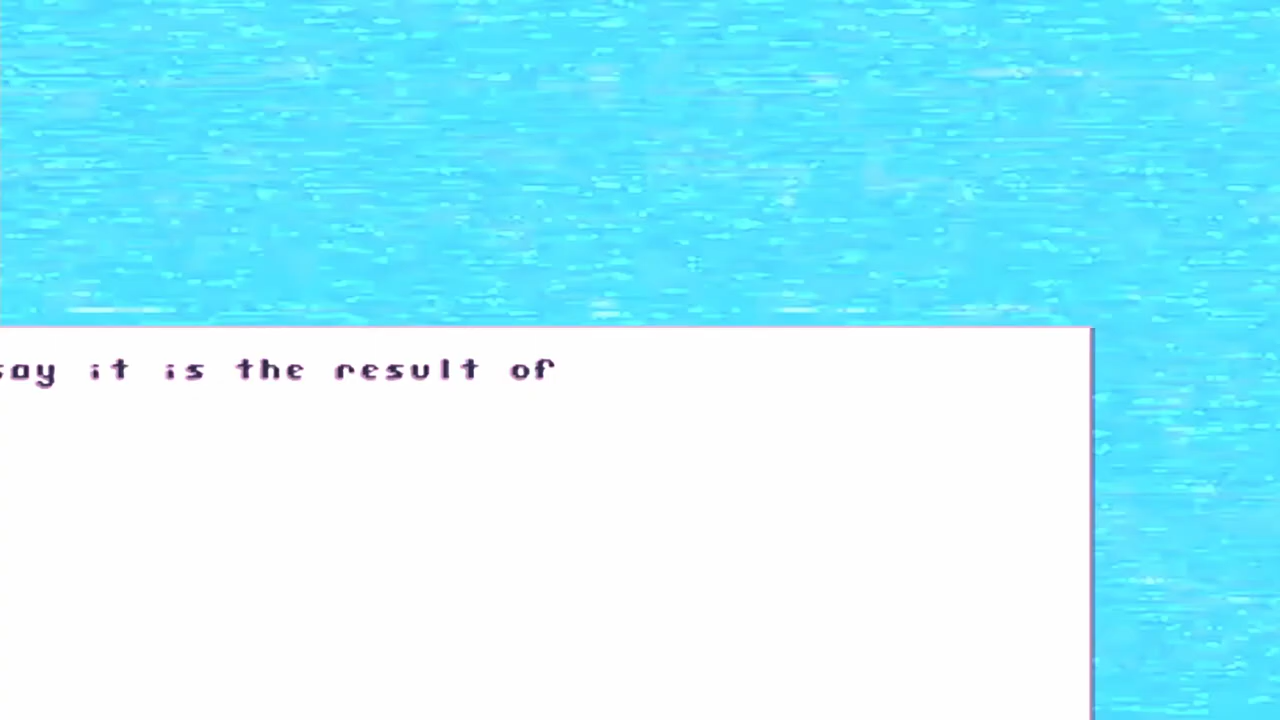 say it is the result of